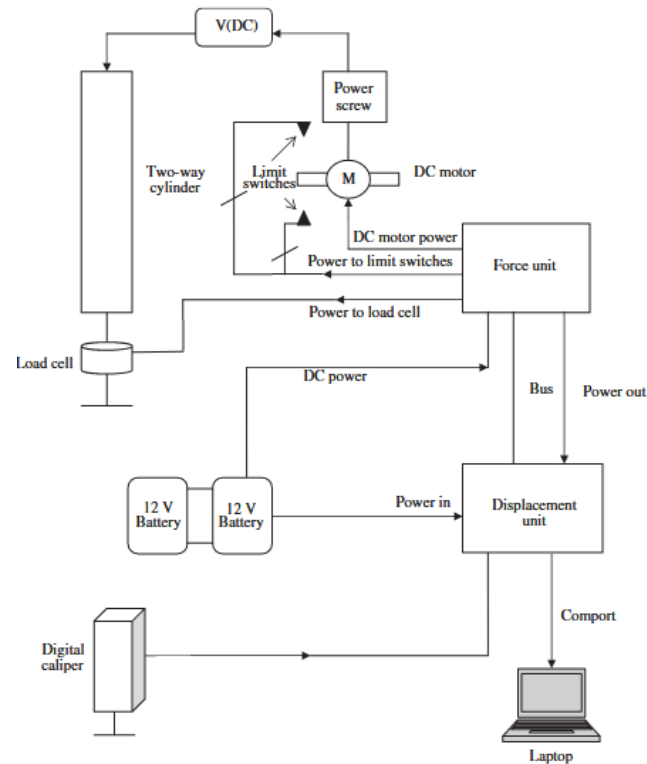 V(DC)
Power
screw
Two-way
cylinder
Limit
switches
M
DC motor
DC motor power
Power to limit switches
Force unit
Power to load cell
Load cell
DC power
Bus
Power out
12 V
Battery
12 V
Battery
Power in
Displacement
unit
Comport
Digital
caliper
Laptop